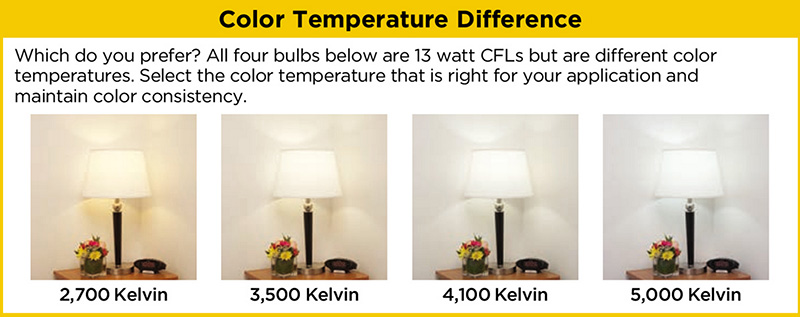 Color Temperature Difference
Which do you prefer? All four bulbs below are 13 watt CFLs but are different color
temperatures. Select the color temperature that is right for your application and
maintain color consistency.
2,700 Kelvin
3,500 Kelvin
4,100 Kelvin
5,000 Kelvin